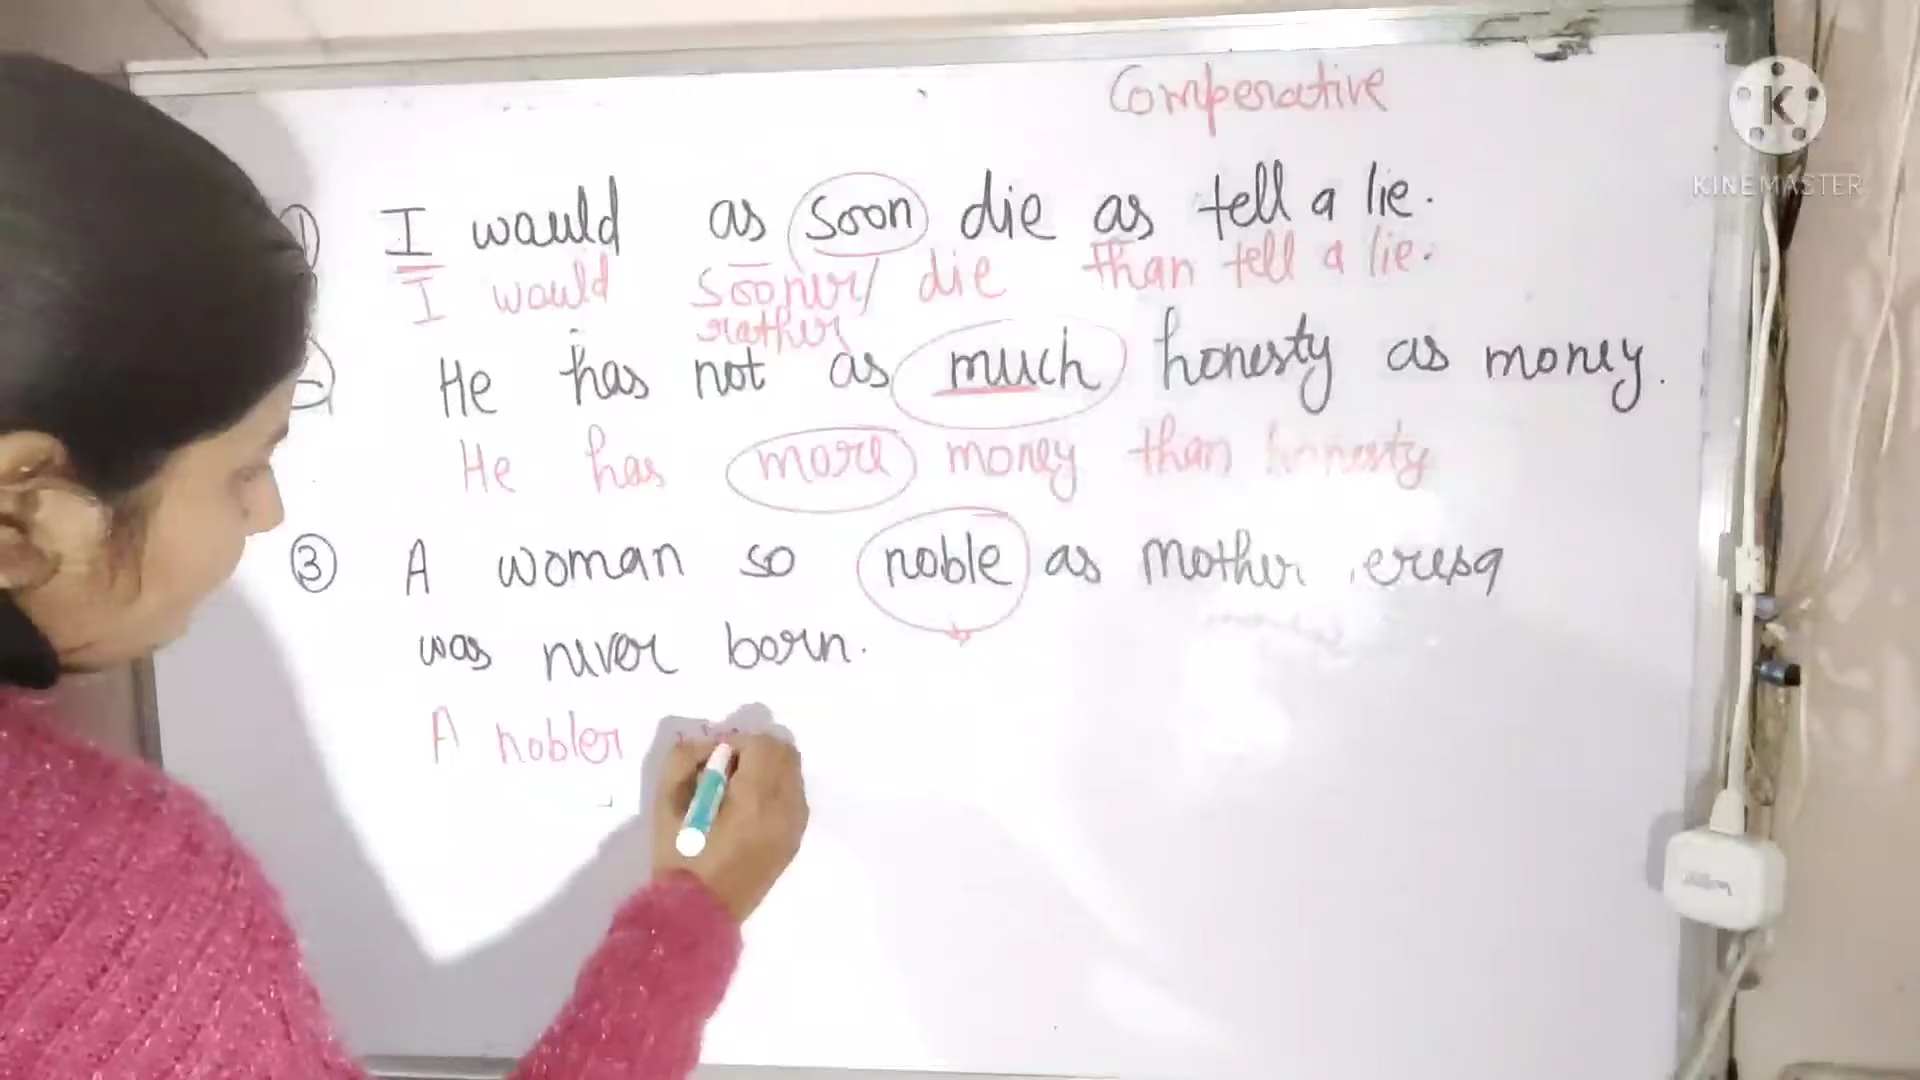 Comperative
KINEMASTER
I would as soon die as tell a lie.
I would sooner/ die than tell a lie.
rather
He has not as much honesty as money.
He has more money than honesty
③ A woman so noble as Mother eresa
was never born.
A nobler